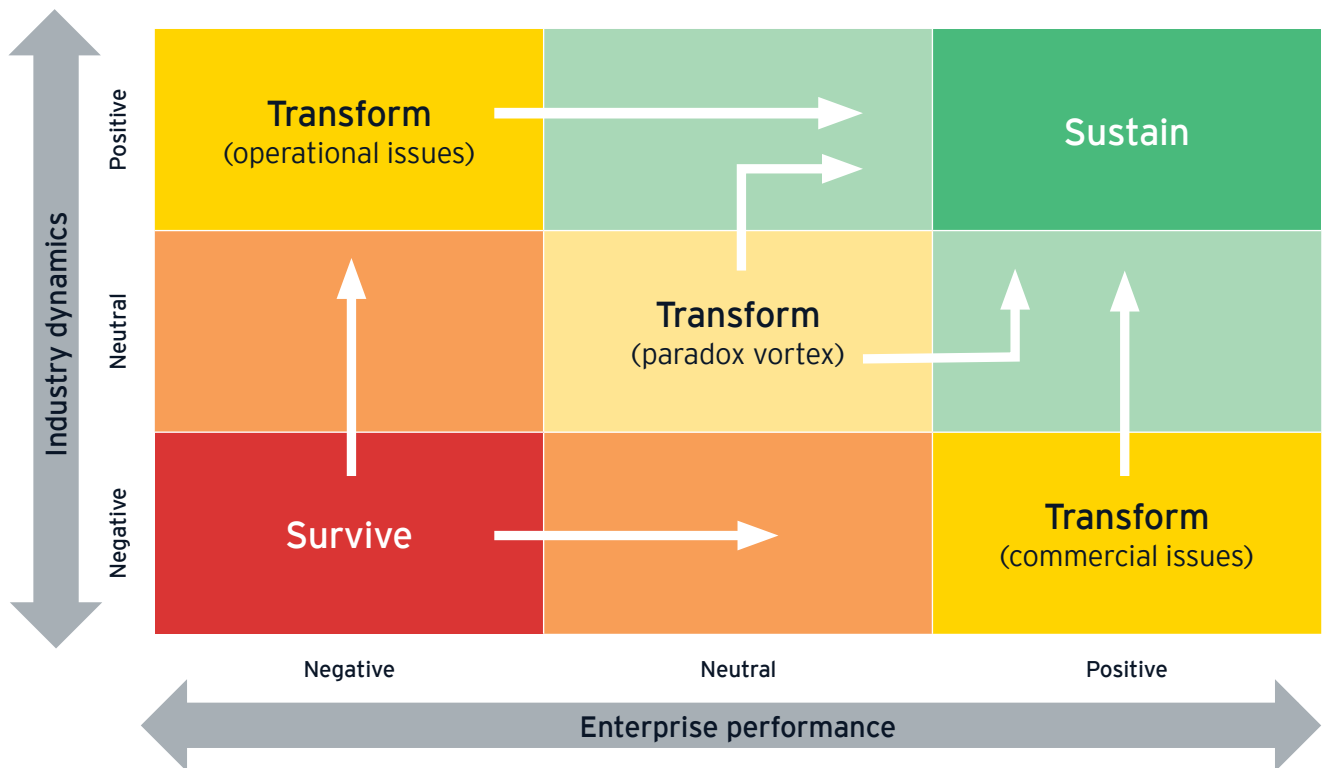 Industry dynamics
Positive
Neutral
Negative
Transform
(operational issues)
Sustain
Transform
(paradox vortex)
Survive
Transform
(commercial issues)
Negative
Neutral
Positive
Enterprise performance